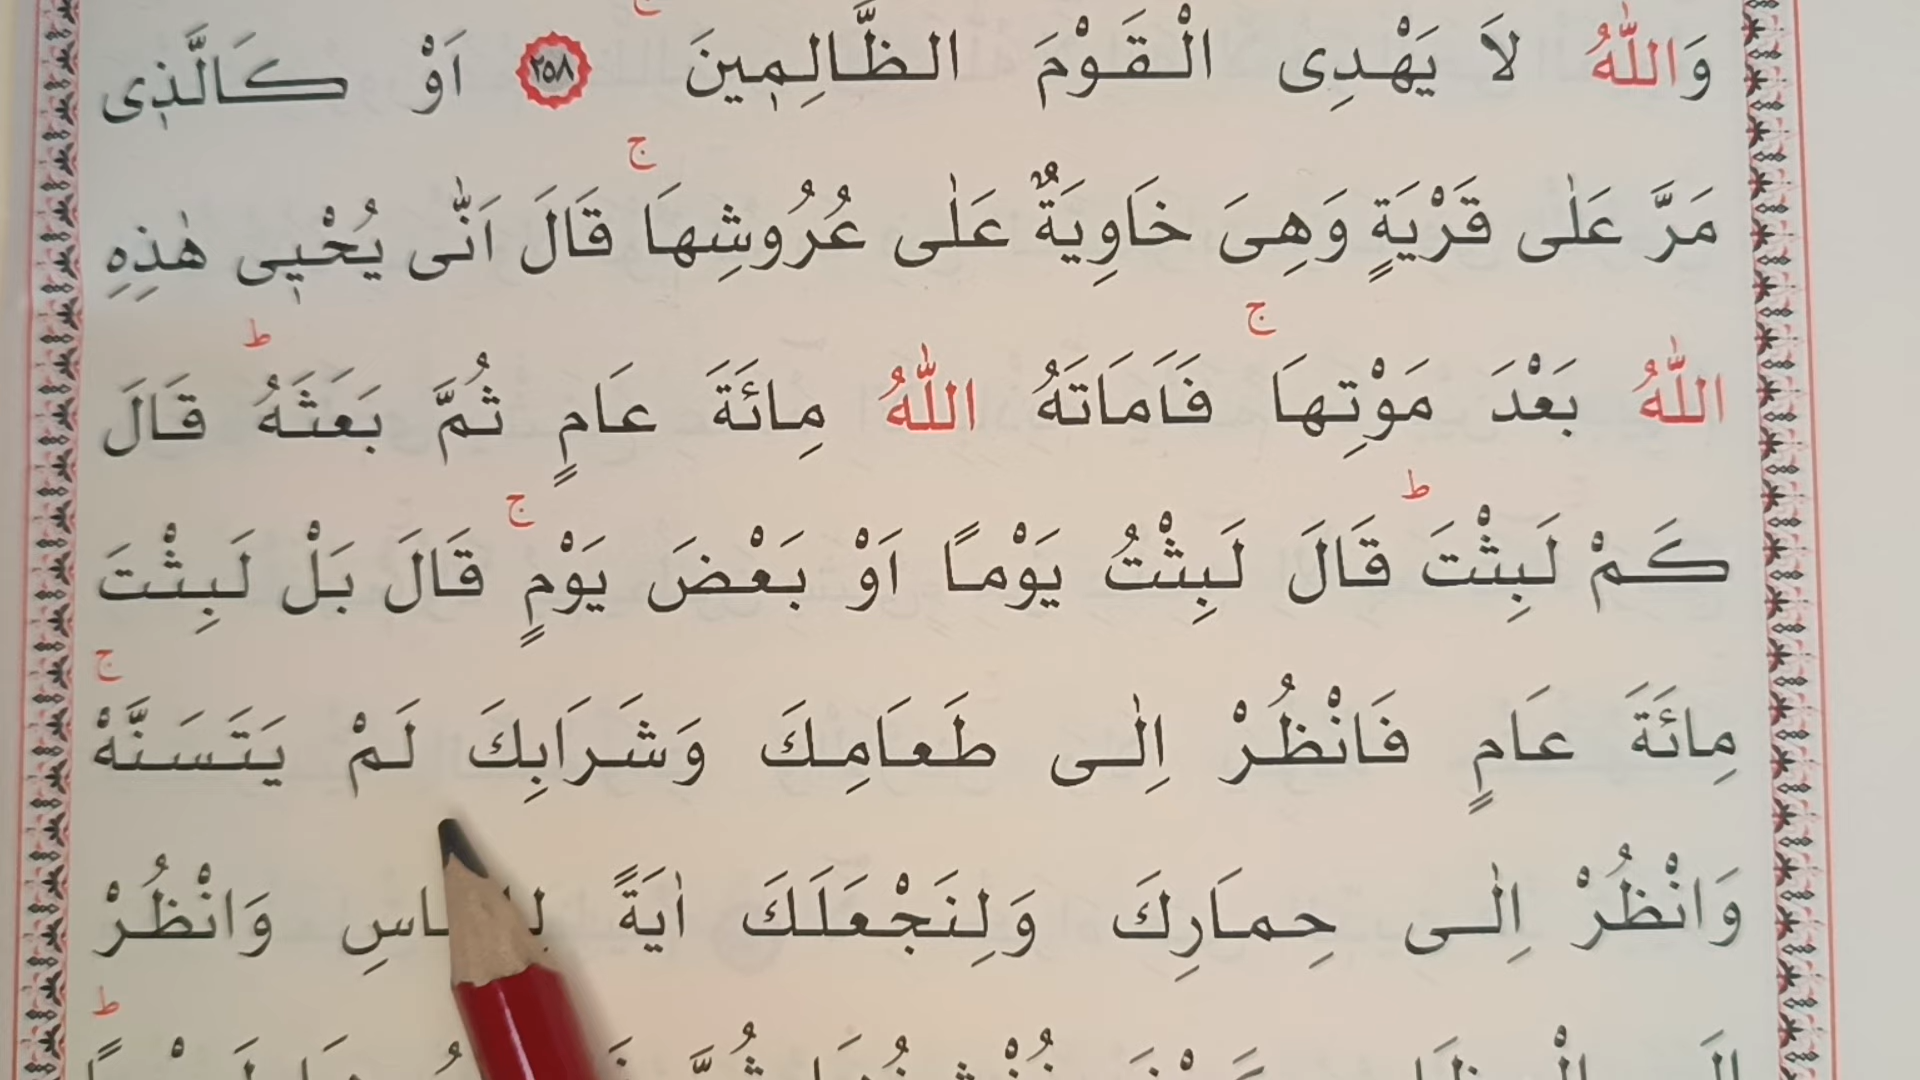 وَاللّٰهُ لَا يَهْدِى الْقَوْمَ الظَّالِمٖينَ ﴿٢٥٨﴾ اَوْ كَالَّذٖى
مَرَّ عَلٰى قَرْيَةٍ وَهِىَ خَاوِيَةٌ عَلٰى عُرُوشِهَاۚ قَالَ اَنّٰى يُحْيٖى هٰذِهِ
اللّٰهُ بَعْدَ مَوْتِهَاۚ فَاَمَاتَهُ اللّٰهُ مِائَةَ عَامٍ ثُمَّ بَعَثَهُؕ قَالَ
كَمْ لَبِثْتَؕ قَالَ لَبِثْتُ يَوْمًا اَوْ بَعْضَ يَوْمٍۚ قَالَ بَلْ لَبِثْتَ
مِائَةَ عَامٍ فَانْظُرْ اِلٰى طَعَامِكَ وَشَرَابِكَ لَمْ يَتَسَنَّهْۚ
وَانْظُرْ اِلٰى حِمَارِكَ وَلِنَجْعَلَكَ اٰيَةً وَانْظُرْ